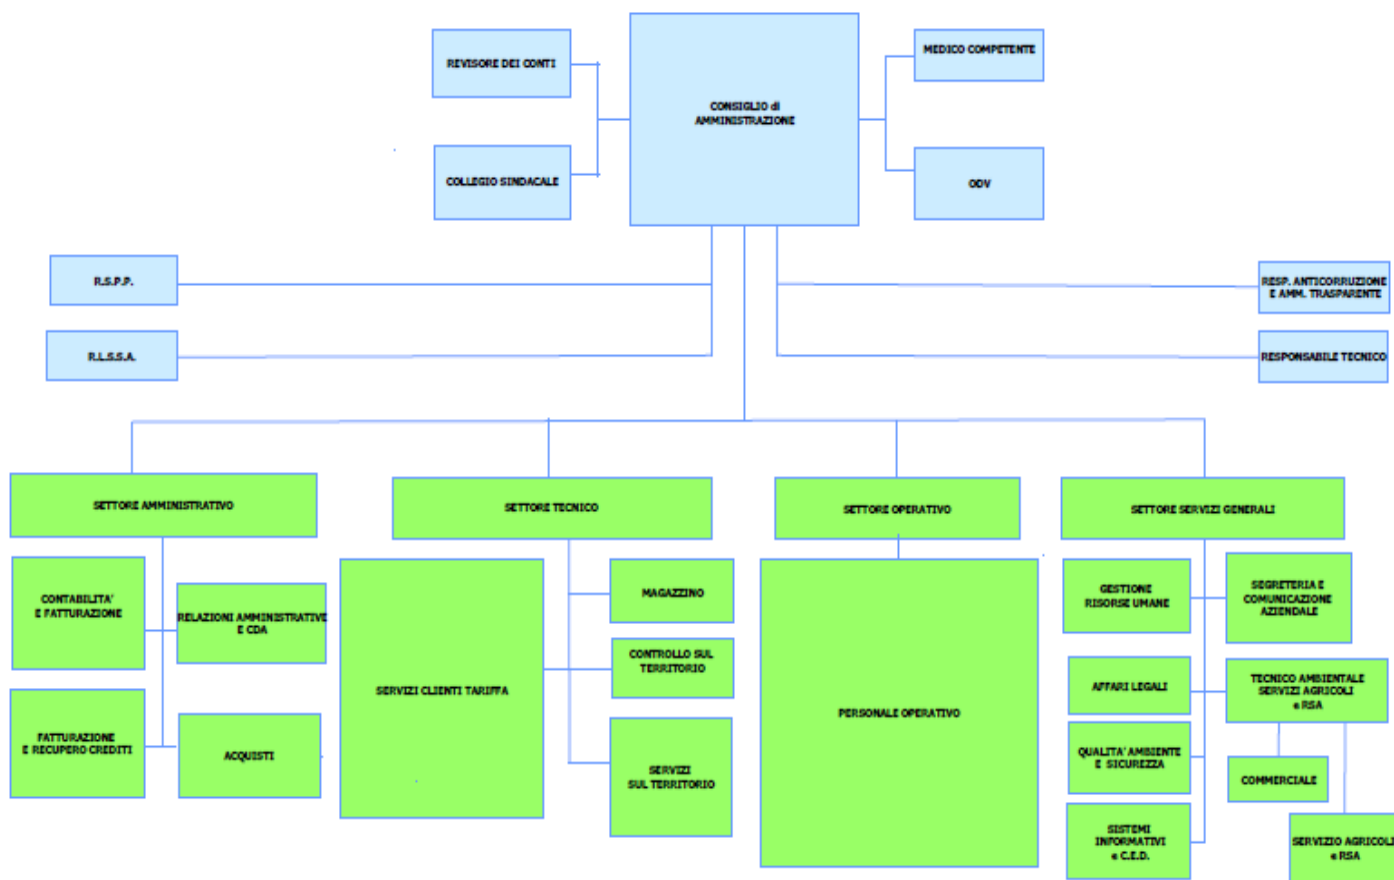 REVISORE DEI CONTI
MEDICO COMPETENTE
CONSIGLIO di
AMMINISTRAZIONE
COLLEGIO SINDACALE
ODV
R.S.P.P.
RESP. ANTICORRUZIONE
E AMM. TRASPARENTE
R.L.S.S.A.
RESPONSABILE TECNICO
SETTORE AMMINISTRATIVO
SETTORE TECNICO
SETTORE OPERATIVO
SETTORE SERVIZI GENERALI
CONTABILITA'
E FATTURAZIONE
RELAZIONI AMMINISTRATIVE
E CDA
FATTURAZIONE
E RECUPERO CREDITI
ACQUISTI
SERVIZI CLIENTI TARIFFA
MAGAZZINO
CONTROLLO SUL
TERRITORIO
SERVIZI
SUL TERRITORIO
PERSONALE OPERATIVO
GESTIONE
RISORSE UMANE
SEGRETERIA E
COMUNICAZIONE
AZIENDALE
AFFARI LEGALI
TECNICO AMBIENTALE
SERVIZI AGRICOLI
e RSA
QUALITA' AMBIENTE
E SICUREZZA
COMMERCIALE
SISTEMI
INFORMATIVI
e C.E.D.
SERVIZIO AGRICOLI
e RSA